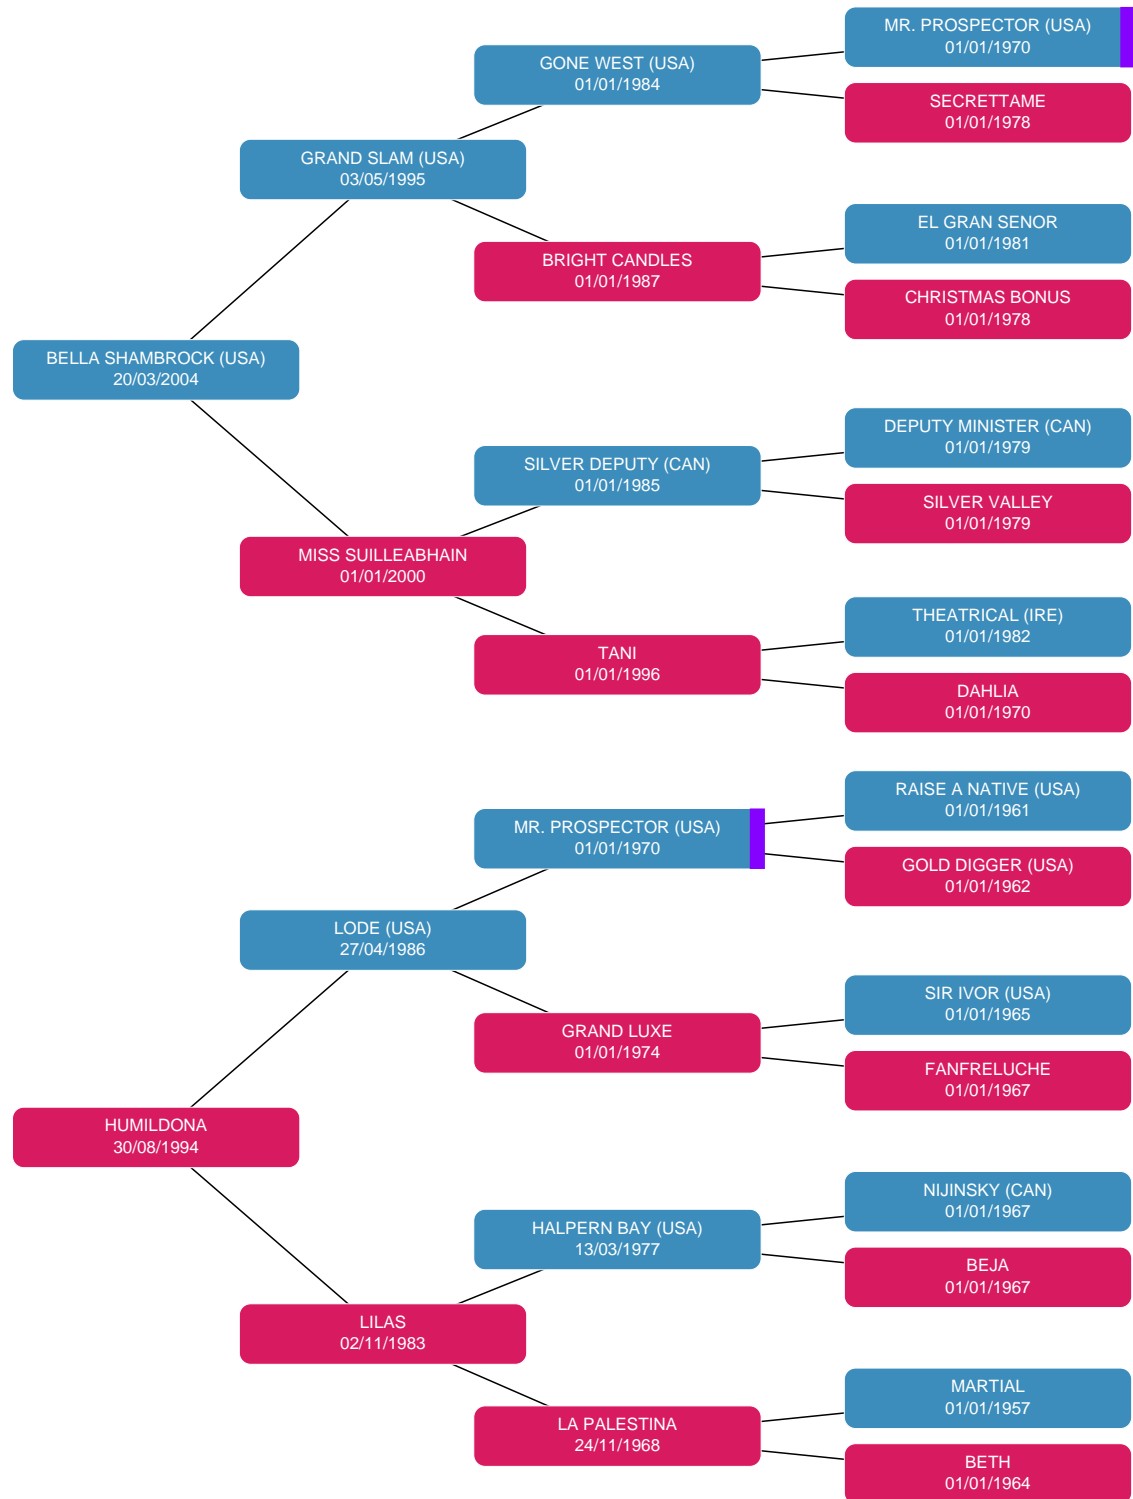 MR. PROSPECTOR (USA)
01/01/1970
GONE WEST (USA)
01/01/1984
SECRETTAME
01/01/1978
GRAND SLAM (USA)
03/05/1995
EL GRAN SENOR
01/01/1981
BRIGHT CANDLES
01/01/1987
CHRISTMAS BONUS
01/01/1978
BELLA SHAMBROCK (USA)
20/03/2004
DEPUTY MINISTER (CAN)
01/01/1979
SILVER DEPUTY (CAN)
01/01/1985
SILVER VALLEY
01/01/1979
MISS SUILLEABHAIN
01/01/2000
THEATRICAL (IRE)
01/01/1982
TANI
01/01/1996
DAHLIA
01/01/1970
RAISE A NATIVE (USA)
01/01/1961
MR. PROSPECTOR (USA)
01/01/1970
GOLD DIGGER (USA)
01/01/1962
LODE (USA)
27/04/1986
SIR IVOR (USA)
01/01/1965
GRAND LUXE
01/01/1974
FANFRELUCHE
01/01/1967
HUMILDONA
30/08/1994
NIJINSKY (CAN)
01/01/1967
HALPERN BAY (USA)
13/03/1977
BEJA
01/01/1967
LILAS
02/11/1983
MARTIAL
01/01/1957
LA PALESTINA
24/11/1968
BETH
01/01/1964